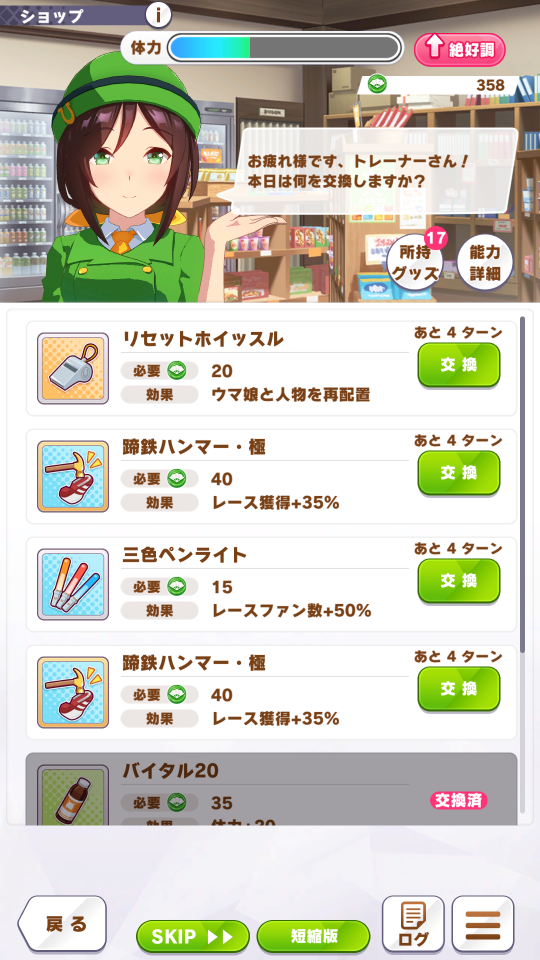 ショップ
i
体力
絶好調
358
お疲れ様です、トレーナーさん！
本日は何を交換しますか？
17
所持
グッズ
能力
詳細
リセットホイッスル
あと 4 ターン
必要 20
交換
効果 ウマ娘と人物を再配置
蹄鉄ハンマー・極
あと 4 ターン
必要 40
交換
効果 レース獲得+35%
三色ペンライト
あと 4 ターン
必要 15
交換
効果 レースファン数+50%
蹄鉄ハンマー・極
あと 4 ターン
必要 40
交換
効果 レース獲得+35%
バイタル20
必要 35
交換済
効果 体力+20
戻る
SKIP
短縮版
ログ